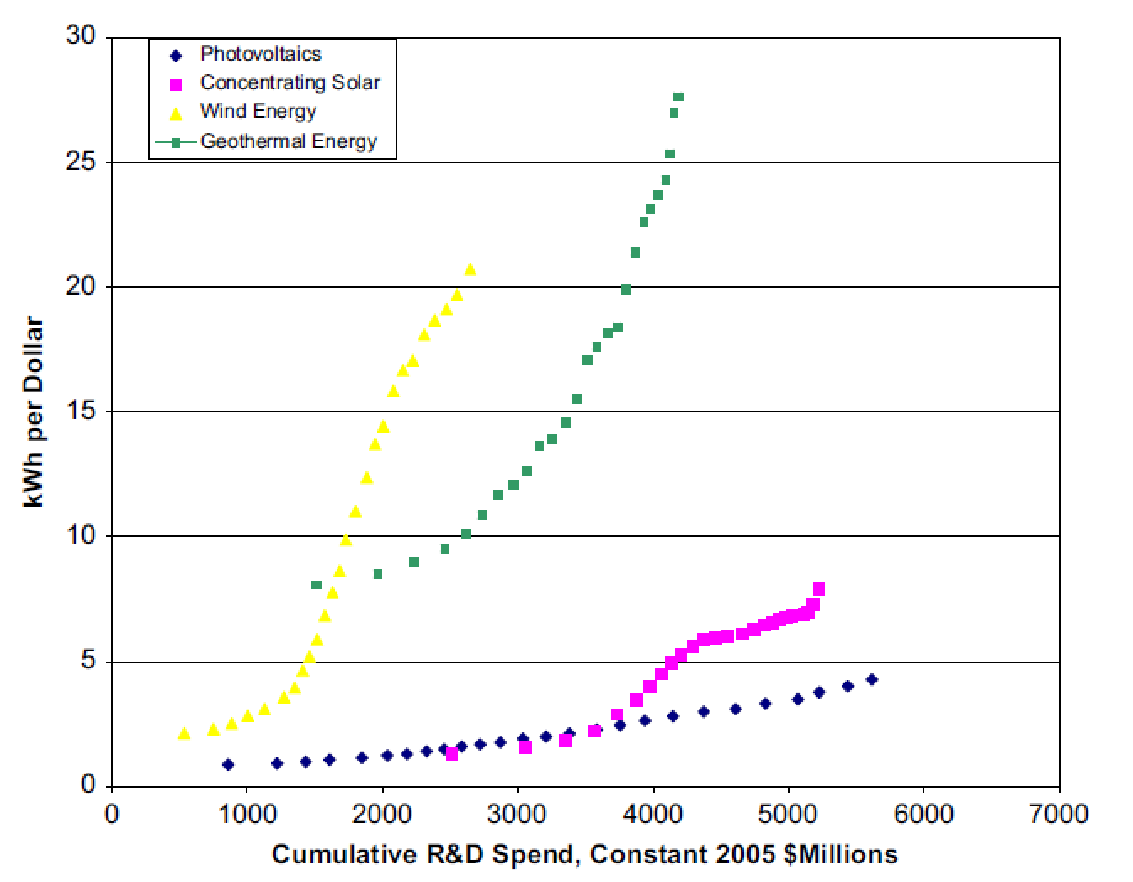 30
Photovoltaics
Concentrating Solar
Wind Energy
Geothermal Energy
25
20
15
10
5
0
kWh per Dollar
0 1000 2000 3000 4000 5000 6000 7000
Cumulative R&D Spend, Constant 2005 $Millions